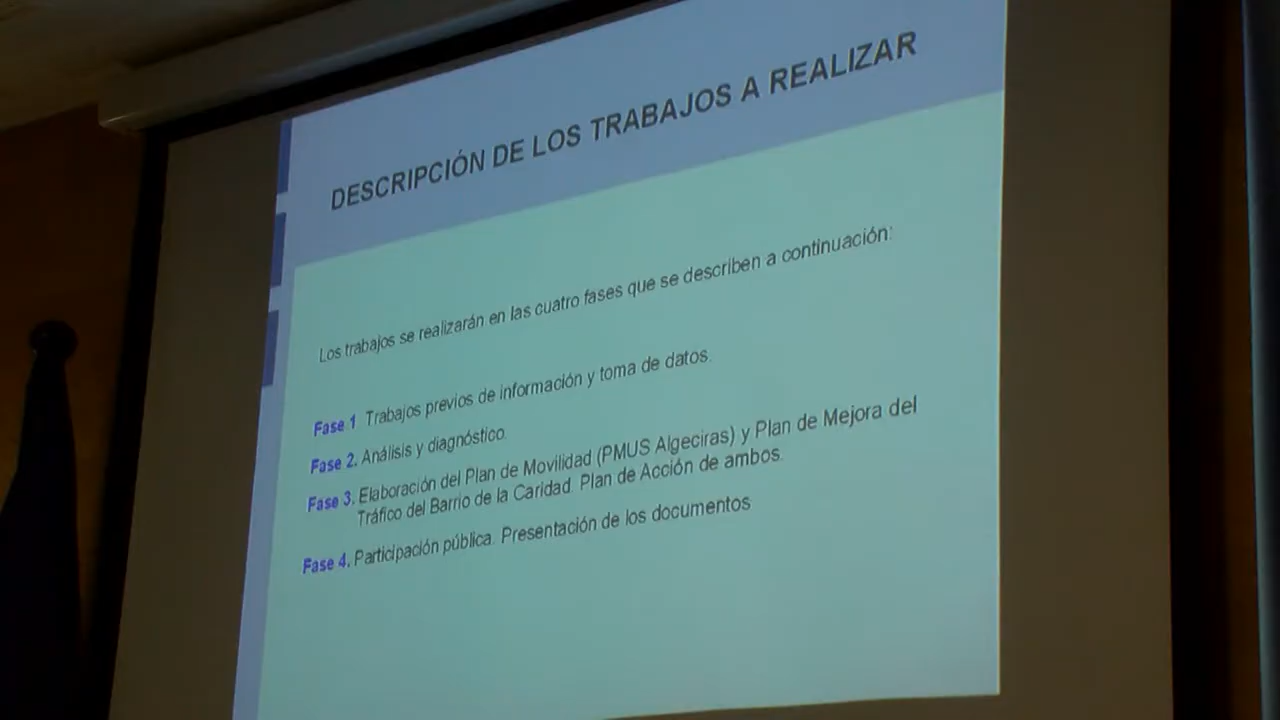 DESCRIPCIÓN DE LOS TRABAJOS A REALIZAR
Los trabajos se realizarán en las cuatro fases que se describen a continuación:
Fase 1 Trabajos previos de información y toma de datos.
Fase 2. Análisis y diagnóstico.
Fase 3. Elaboración del Plan de Movilidad (PMUS Algeciras) y Plan de Mejora del
Tráfico del Barrio de la Caridad. Plan de Acción de ambos.
Fase 4. Participación pública. Presentación de los documentos